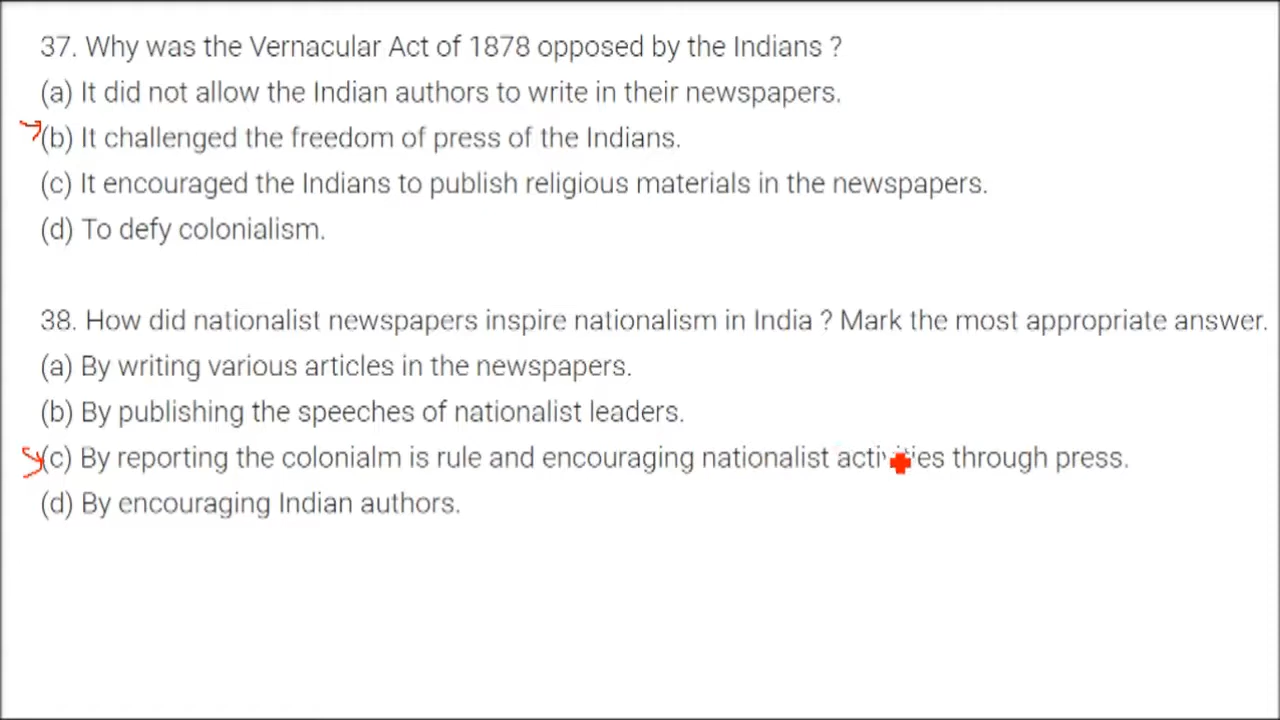 37. Why was the Vernacular Act of 1878 opposed by the Indians ?
(a) It did not allow the Indian authors to write in their newspapers.
(b) It challenged the freedom of press of the Indians.
(c) It encouraged the Indians to publish religious materials in the newspapers.
(d) To defy colonialism.
38. How did nationalist newspapers inspire nationalism in India ? Mark the most appropriate answer.
(a) By writing various articles in the newspapers.
(b) By publishing the speeches of nationalist leaders.
(c) By reporting the colonialm is rule and encouraging nationalist activities through press.
(d) By encouraging Indian authors.